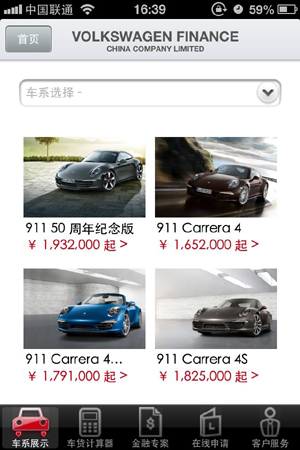 中国联通 16:39 59%
首页
VOLKSWAGEN FINANCE
CHINA COMPANY LIMITED
车系选择 -
911 50 周年纪念版 911 Carrera 4
¥ 1,932,000 起 > ¥ 1,652,000 起 >
911 Carrera 4... 911 Carrera 4S
¥ 1,791,000 起 > ¥ 1,825,000 起 >
车系展示 车贷计算器 金融专案 在线申请 客户服务